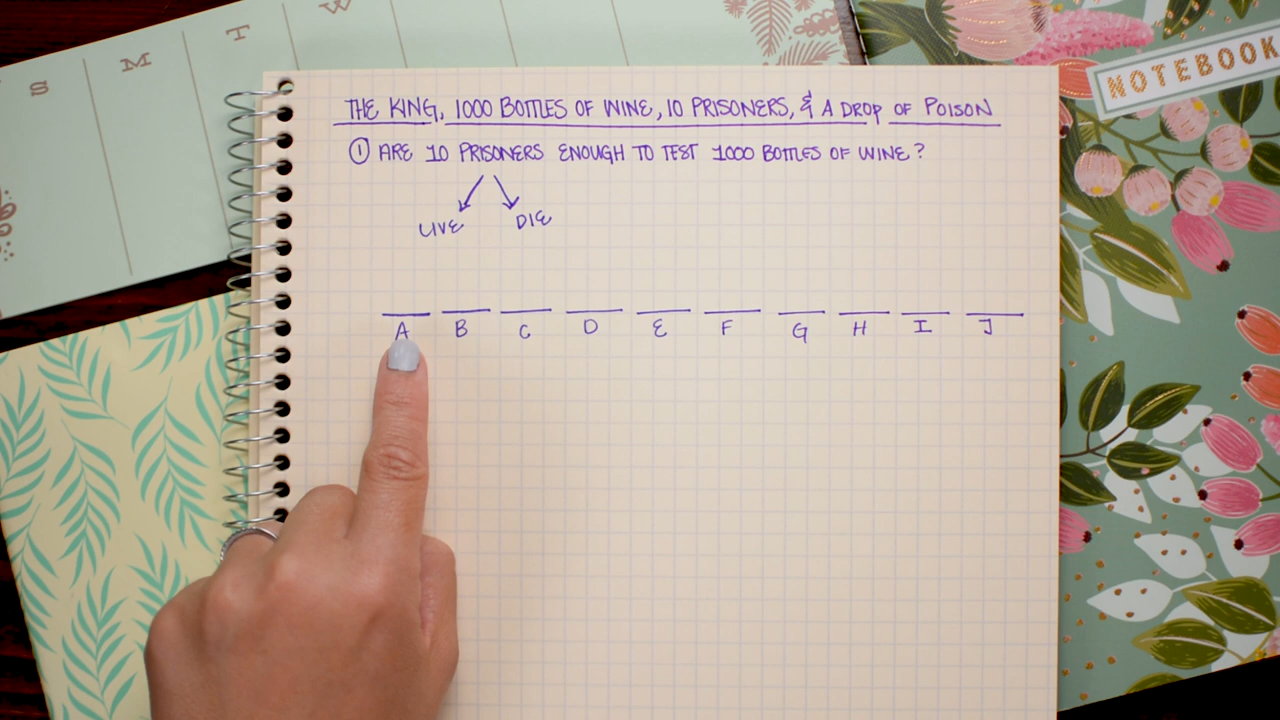 S M T W
NOTEBOOK
THE KING, 1000 BOTTLES OF WINE, 10 PRISONERS, & A DROP OF POISON
① ARE 10 PRISONERS ENOUGH TO TEST 1000 BOTTLES OF WINE?
LIVE DIE
A B C D E F G H I J